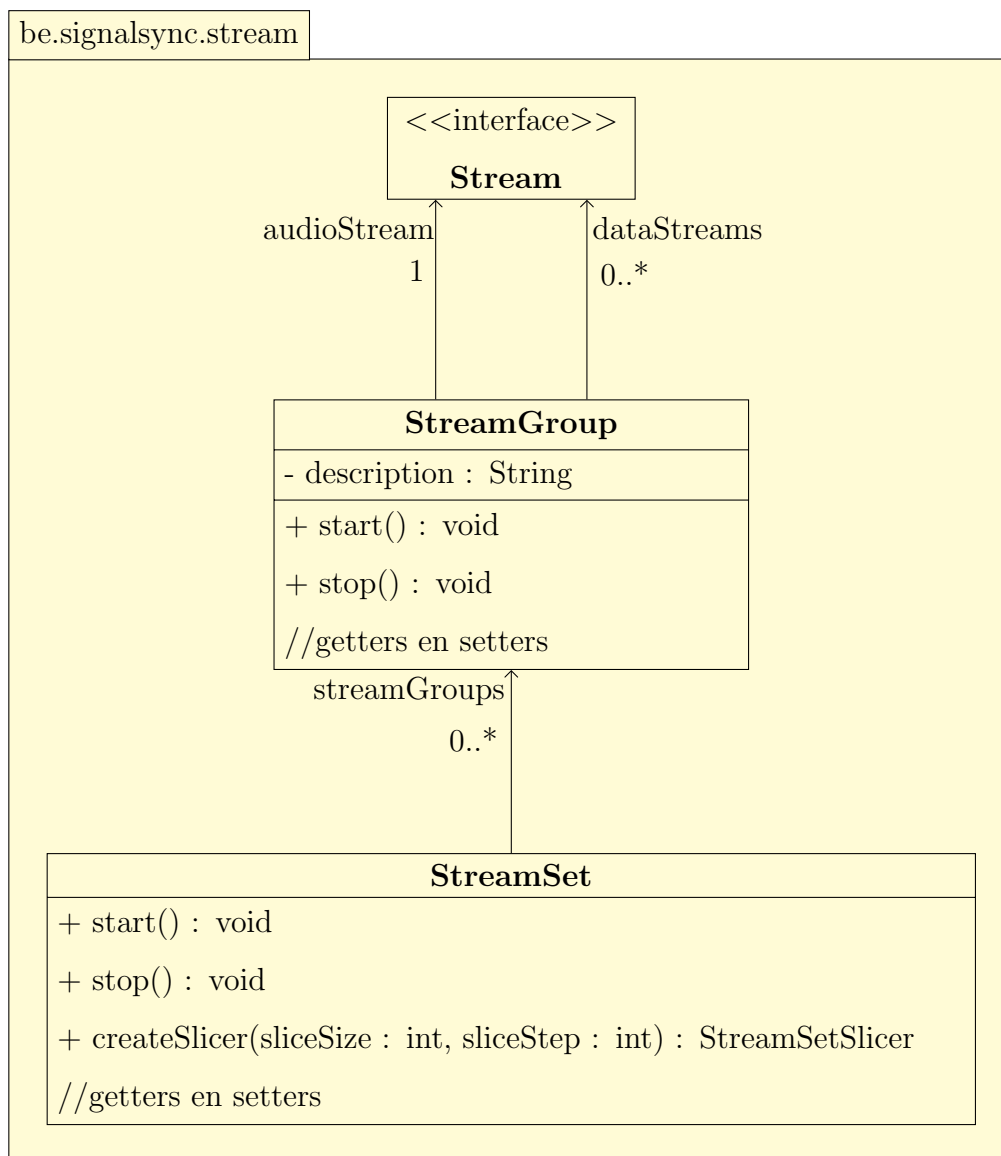 be.signalsync.stream
<<interface>>
Stream
audioStream
dataStreams
1
0..*
StreamGroup
- description : String
+ start() : void
+ stop() : void
//getters en setters
streamGroups
0..*
StreamSet
+ start() : void
+ stop() : void
+ createSlicer(sliceSize : int, sliceStep : int) : StreamSetSlicer
//getters en setters